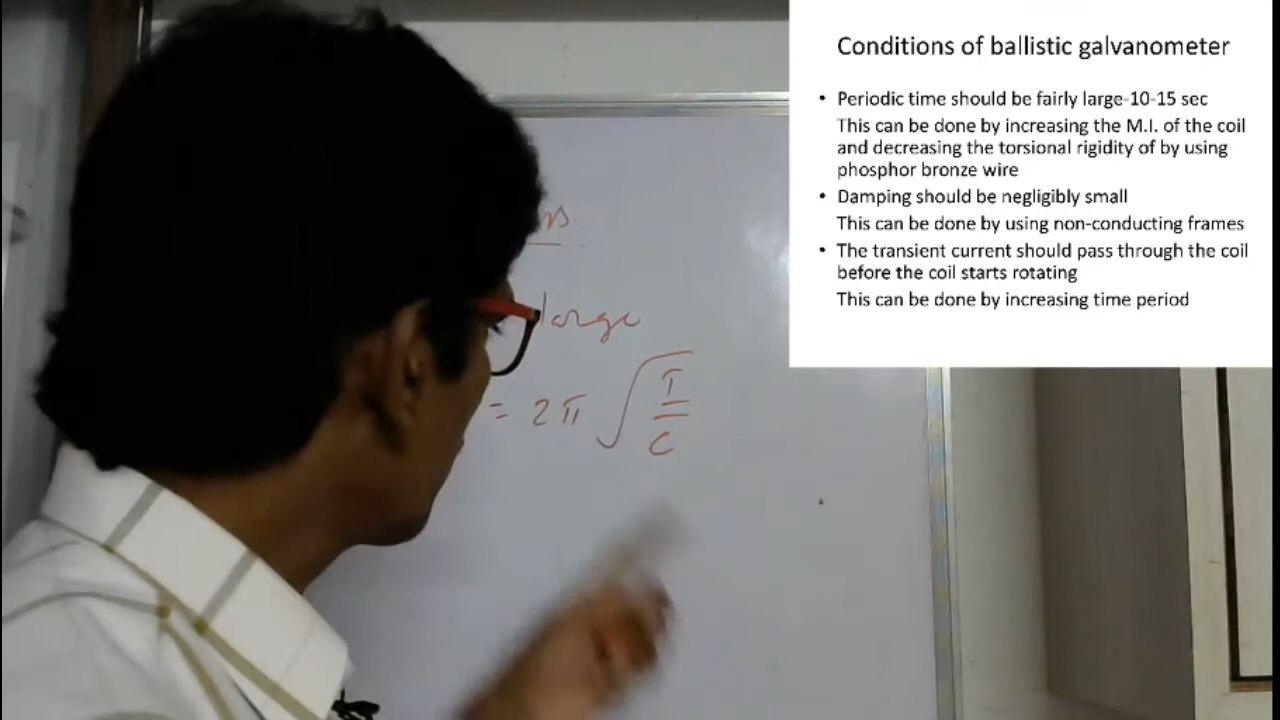 Conditions of ballistic galvanometer
• Periodic time should be fairly large-10-15 sec
This can be done by increasing the M.I. of the coil
and decreasing the torsional rigidity of by using
phosphor bronze wire
• Damping should be negligibly small
This can be done by using non-conducting frames
• The transient current should pass through the coil
before the coil starts rotating
This can be done by increasing time period
large
= 2π √(I/C)